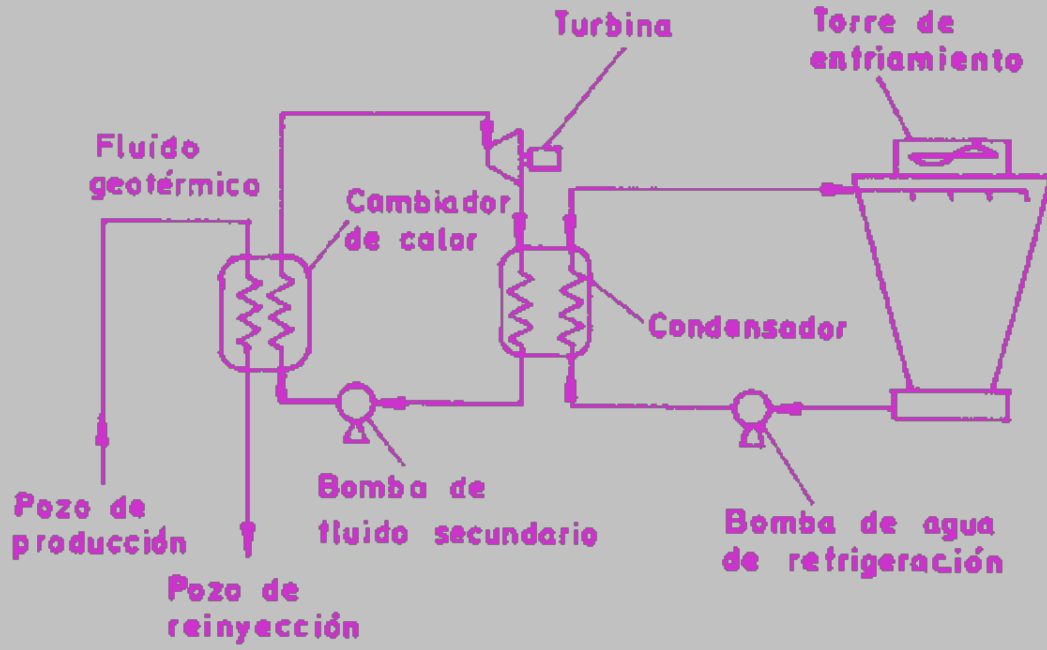 Turbina
Torre de
enfriamiento
Fluido
geotérmico
Cambiador
de calor
Condensador
Pozo de
producción
Bomba de
fluido secundario
Bomba de agua
de refrigeración
Pozo de
reinyección